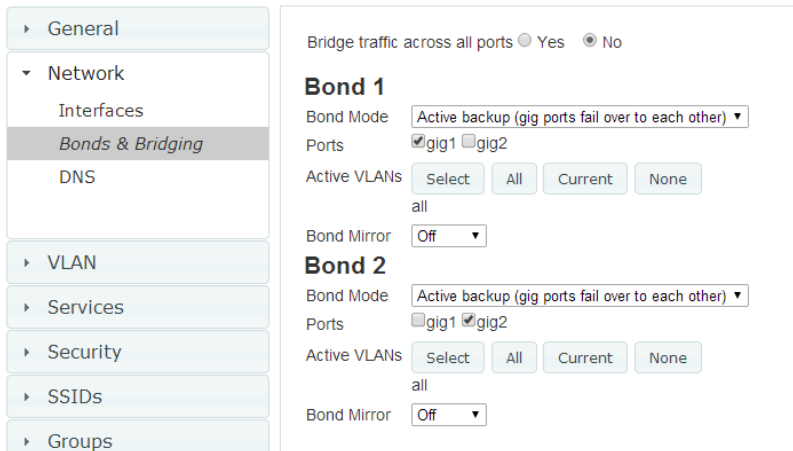 General
Network
Interfaces
Bonds & Bridging
DNS
VLAN
Services
Security
SSIDs
Groups
Bridge traffic across all ports Yes No
Bond 1
Bond Mode Active backup (gig ports fail over to each other)
Ports gig1 gig2
Active VLANs Select All Current None
all
Bond Mirror Off
Bond 2
Bond Mode Active backup (gig ports fail over to each other)
Ports gig1 gig2
Active VLANs Select All Current None
all
Bond Mirror Off